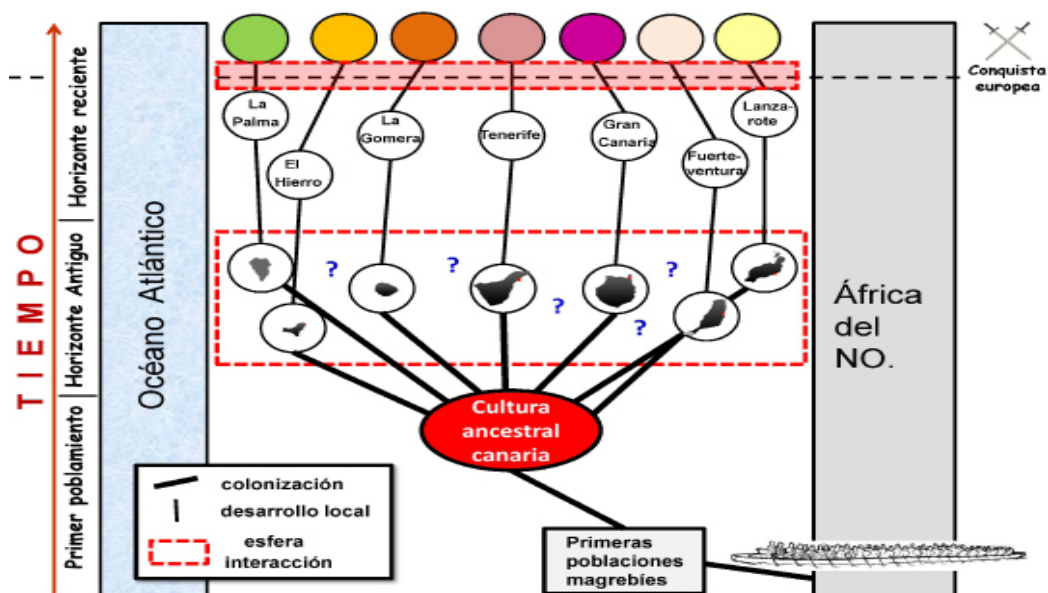 TIEMPO
Horizonte reciente
Horizonte Antiguo
Primer poblamiento
Océano Atlántico
La
Palma
El
Hierro
La
Gomera
Tenerife
Gran
Canaria
Fuerte-
ventura
Lanza-
rote
Conquista
europea
?
?
?
?
?
África
del
NO.
Cultura
ancestral
canaria
colonización
desarrollo local
esfera
interacción
Primeras
poblaciones
magrebíes